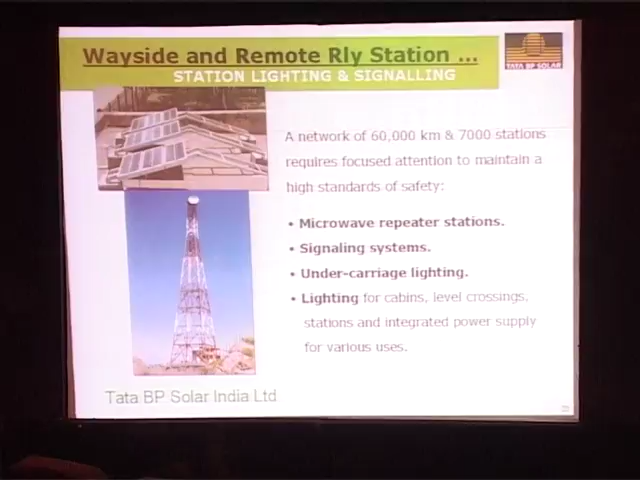 Wayside and Remote Rly Station ...
STATION LIGHTING & SIGNALLING
TATA BP SOLAR
A network of 60,000 km & 7000 stations
requires focused attention to maintain a
high standards of safety:
• Microwave repeater stations.
• Signaling systems.
• Under-carriage lighting.
• Lighting for cabins, level crossings,
stations and integrated power supply
for various uses.
Tata BP Solar India Ltd